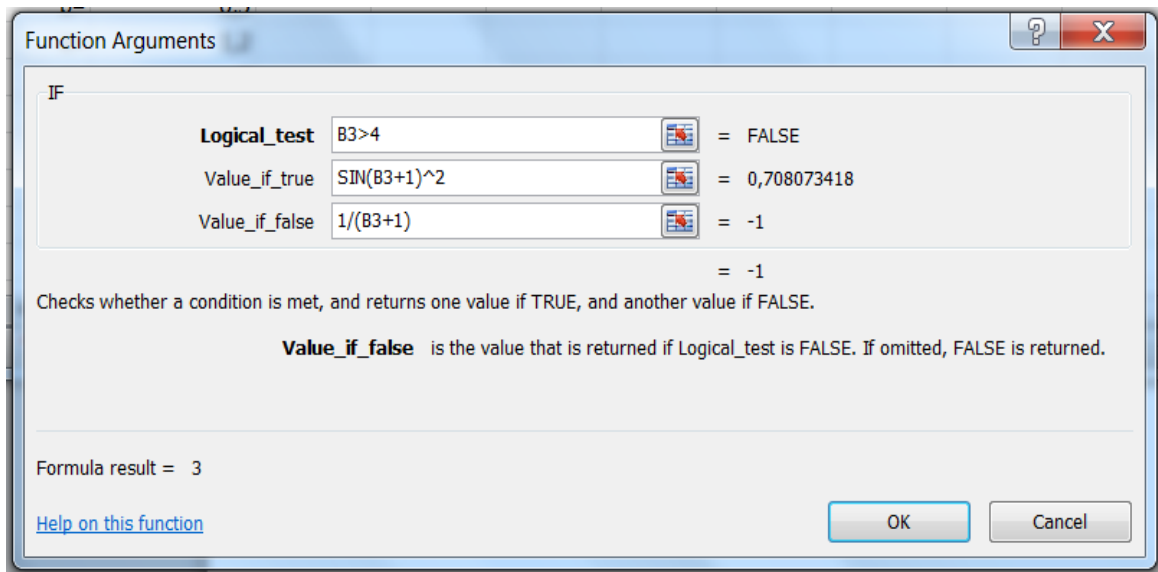 Function Arguments
IF
Logical_test B3>4 = FALSE
Value_if_true SIN(B3+1)^2 = 0,708073418
Value_if_false 1/(B3+1) = -1
= -1
Checks whether a condition is met, and returns one value if TRUE, and another value if FALSE.
Value_if_false is the value that is returned if Logical_test is FALSE. If omitted, FALSE is returned.
Formula result = 3
Help on this function
OK Cancel